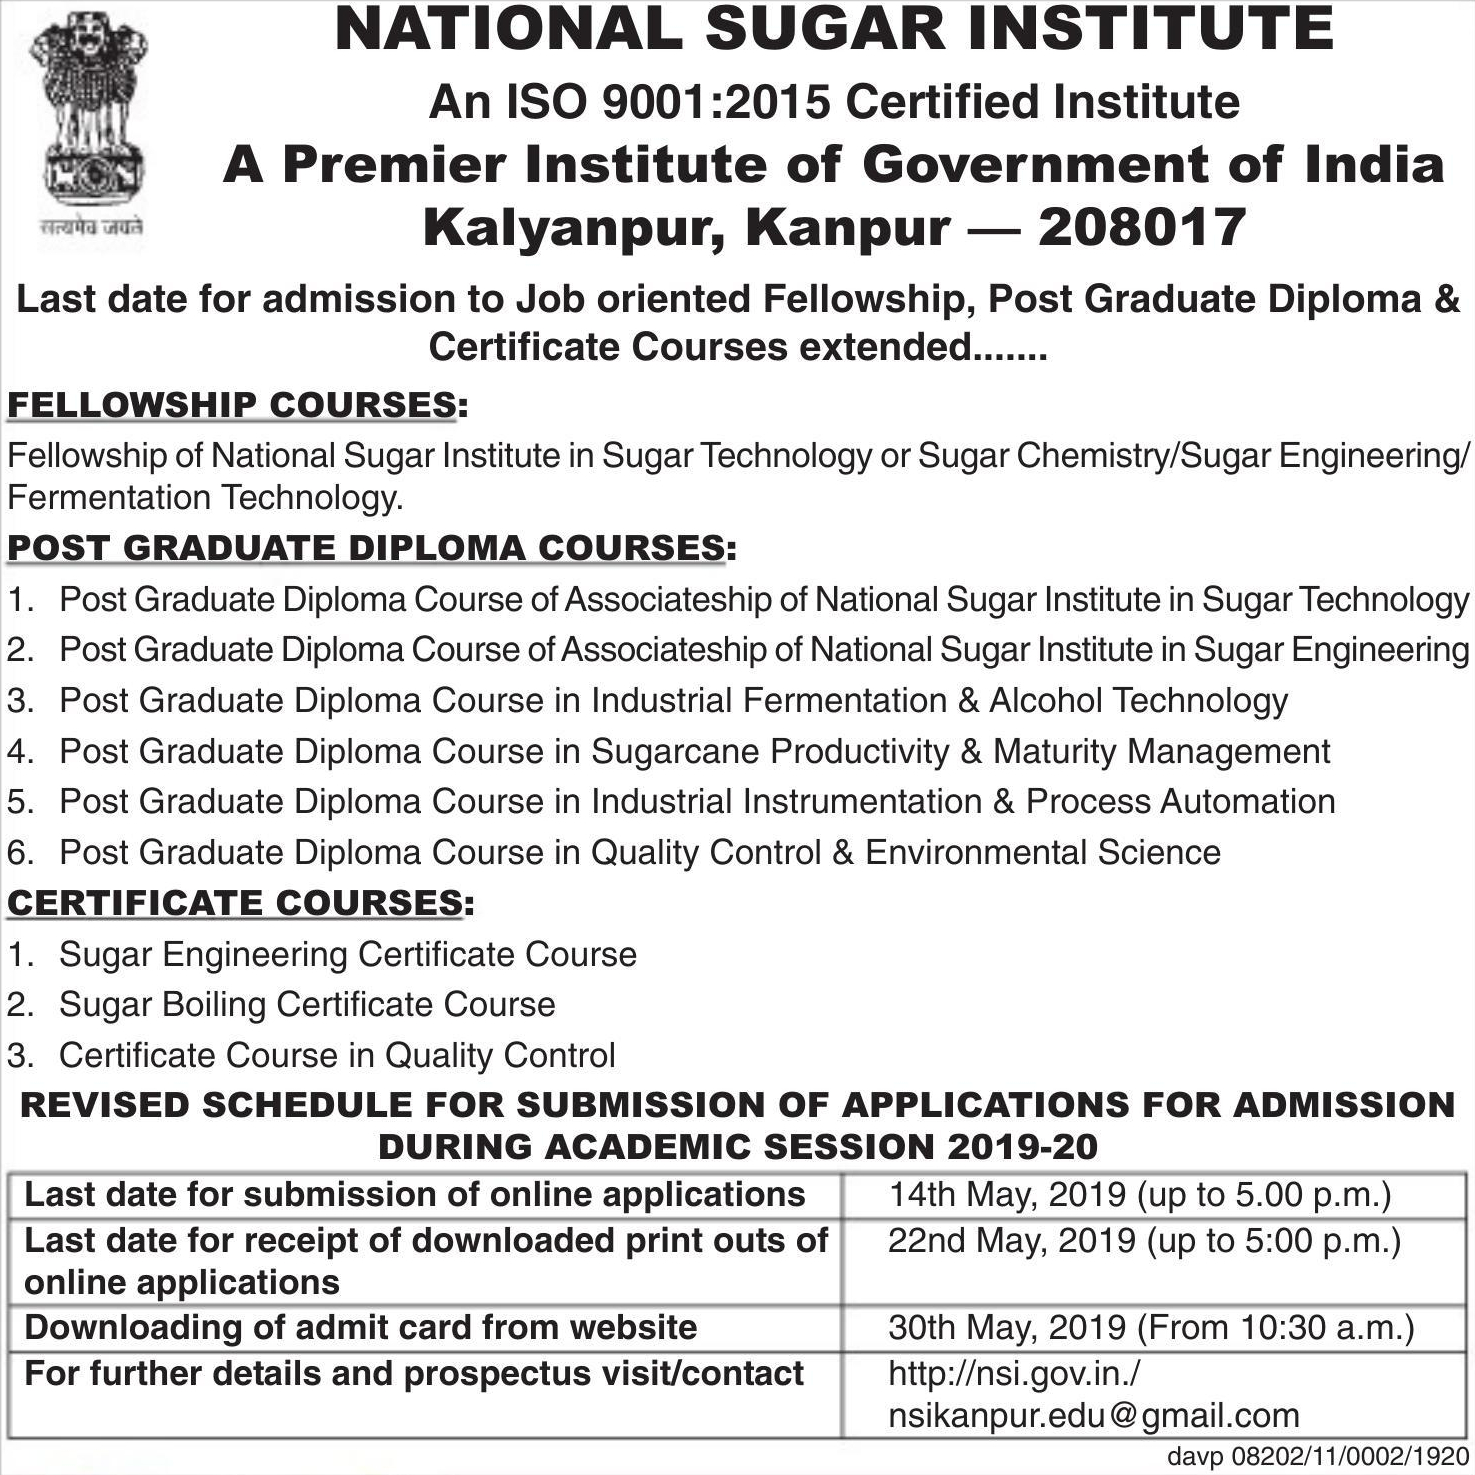 NATIONAL SUGAR INSTITUTE
An ISO 9001:2015 Certified Institute
A Premier Institute of Government of India
Kalyanpur, Kanpur — 208017
सत्यमेव जयते
Last date for admission to Job oriented Fellowship, Post Graduate Diploma &
Certificate Courses extended.......
FELLOWSHIP COURSES:
Fellowship of National Sugar Institute in Sugar Technology or Sugar Chemistry/Sugar Engineering/
Fermentation Technology.
POST GRADUATE DIPLOMA COURSES:
1. Post Graduate Diploma Course of Associateship of National Sugar Institute in Sugar Technology
2. Post Graduate Diploma Course of Associateship of National Sugar Institute in Sugar Engineering
3. Post Graduate Diploma Course in Industrial Fermentation & Alcohol Technology
4. Post Graduate Diploma Course in Sugarcane Productivity & Maturity Management
5. Post Graduate Diploma Course in Industrial Instrumentation & Process Automation
6. Post Graduate Diploma Course in Quality Control & Environmental Science
CERTIFICATE COURSES:
1. Sugar Engineering Certificate Course
2. Sugar Boiling Certificate Course
3. Certificate Course in Quality Control
REVISED SCHEDULE FOR SUBMISSION OF APPLICATIONS FOR ADMISSION
DURING ACADEMIC SESSION 2019-20
Last date for submission of online applications 14th May, 2019 (up to 5.00 p.m.)
Last date for receipt of downloaded print outs of 22nd May, 2019 (up to 5:00 p.m.)
online applications
Downloading of admit card from website 30th May, 2019 (From 10:30 a.m.)
For further details and prospectus visit/contact http://nsi.gov.in./
nsikanpur.edu@gmail.com
davp 08202/11/0002/1920